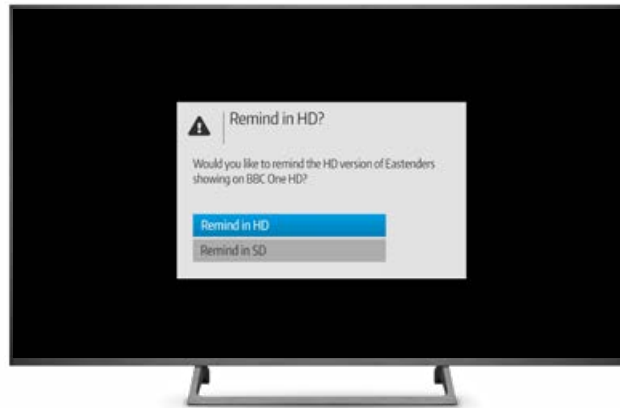 Remind in HD?
Would you like to remind the HD version of Eastenders
showing on BBC One HD?
Remind in HD
Remind in SD